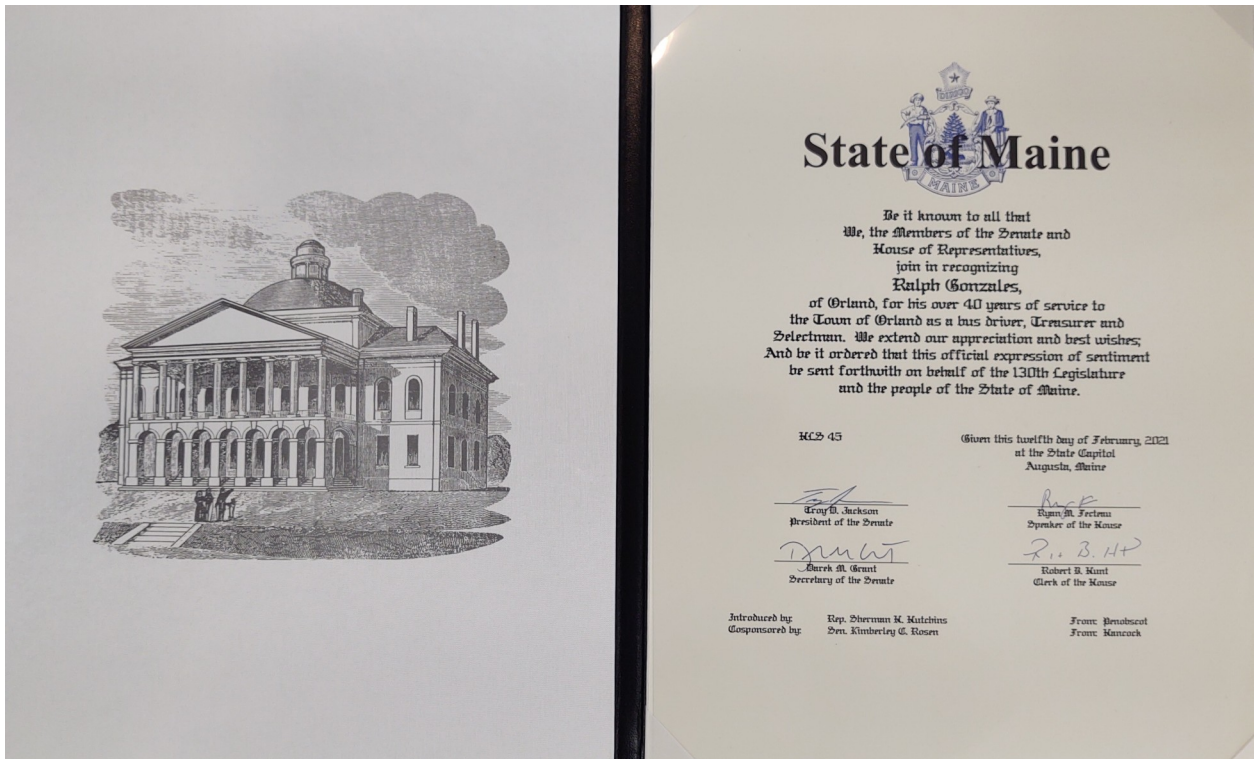 DIRIGO
MAINE
State of Maine
Be it known to all that
We, the Members of the Senate and
House of Representatives,
join in recognizing
Ralph Gonzales,
of Orland, for his over 40 years of service to
the Town of Orland as a bus driver, Treasurer and
Selectman. We extend our appreciation and best wishes;
And be it ordered that this official expression of sentiment
be sent forthwith on behalf of the 130th Legislature
and the people of the State of Maine.
HLS 45
Given this twelfth day of February, 2021
at the State Capitol
Augusta, Maine
Troy D. Jackson
President of the Senate
Ryan M. Fecteau
Speaker of the House
Darek M. Grant
Secretary of the Senate
Robert B. Hunt
Clerk of the House
Introduced by: Rep. Sherman H. Hutchins From: Penobscot
Cosponsored by: Sen. Kimberley C. Rosen From: Hancock